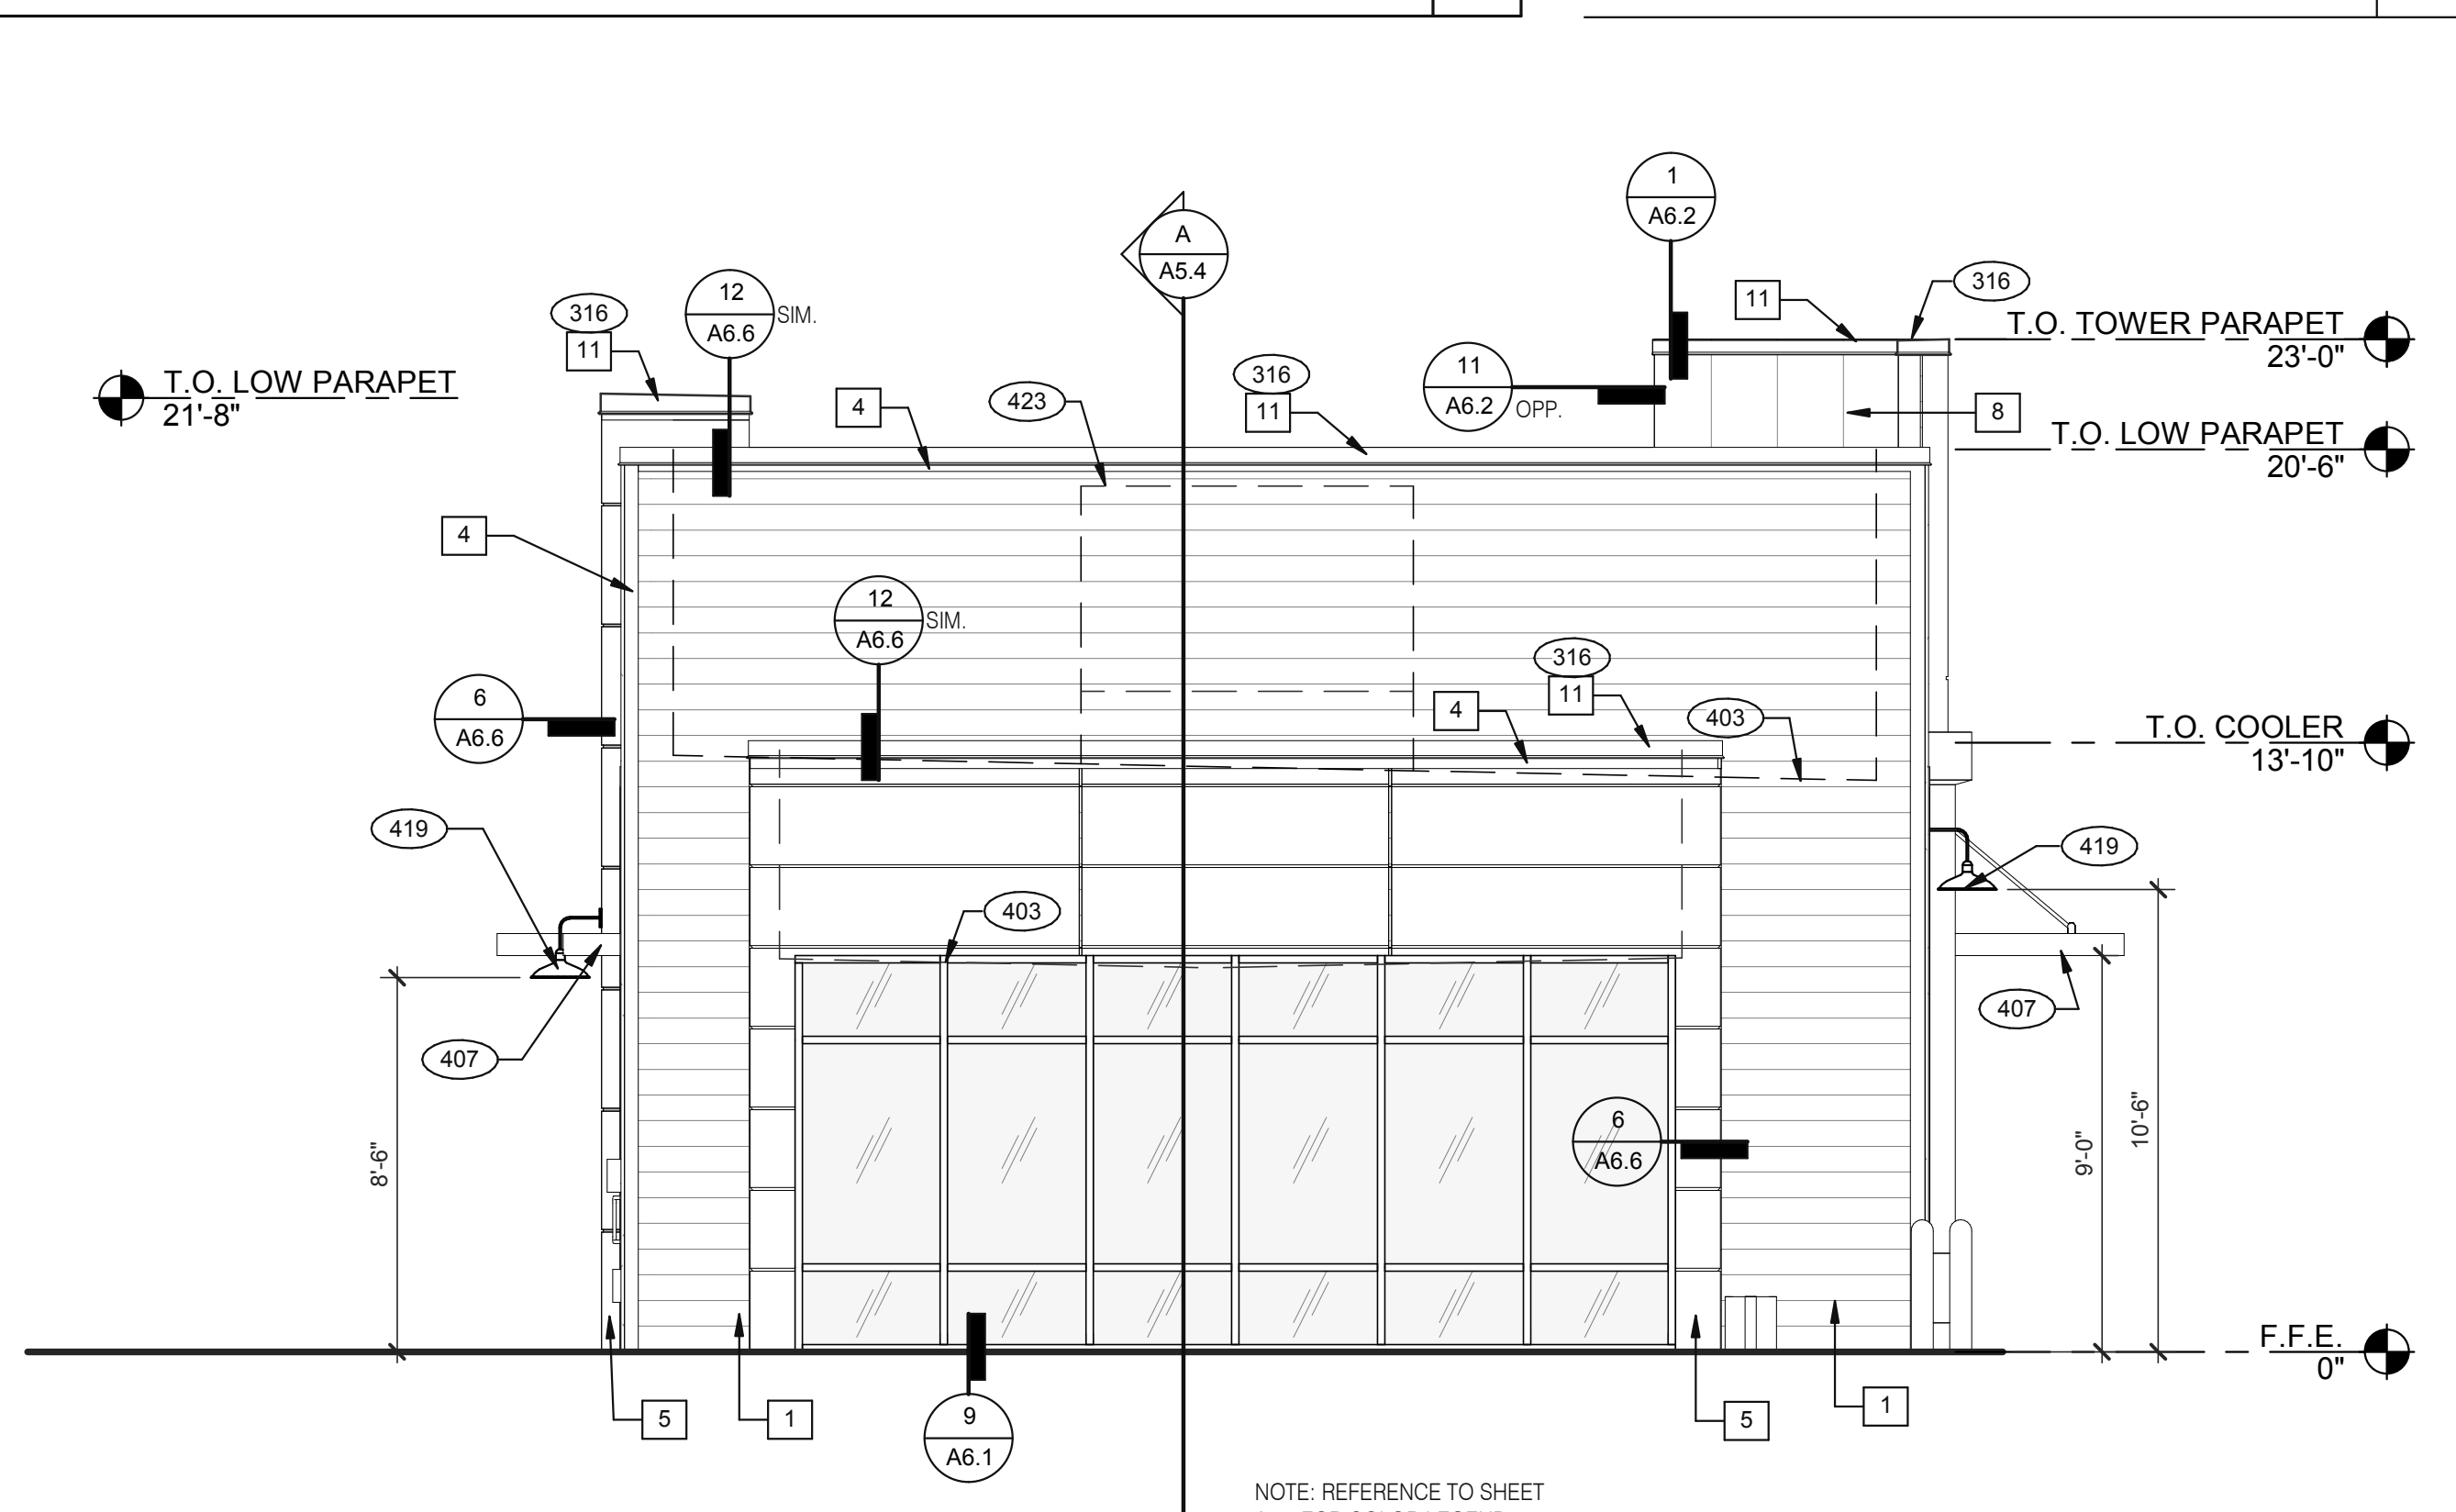 1
A6.2
A
A5.4
12
A6.6
SIM.
316
11
11
316
T.O. TOWER PARAPET
23'-0"
T.O. LOW PARAPET
21'-8"
4
423
316
11
11
A6.2
OPP.
8
T.O. LOW PARAPET
20'-6"
4
12
A6.6
SIM.
6
A6.6
316
11
4
403
T.O. COOLER
13'-10"
419
419
403
407
407
8'-6"
6
A6.6
9'-0"
10'-6"
F.F.E.
0"
5
1
9
A6.1
5
1
NOTE: REFERENCE TO SHEET